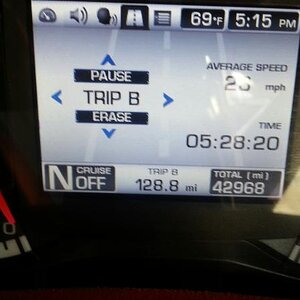 69°F 5:15 PM
PAUSE
AVERAGE SPEED
mph
TRIP B
ERASE
TIME
05:28:20
N CRUISE OFF
TRIP B
128.8 mi
TOTAL (mi)
42968